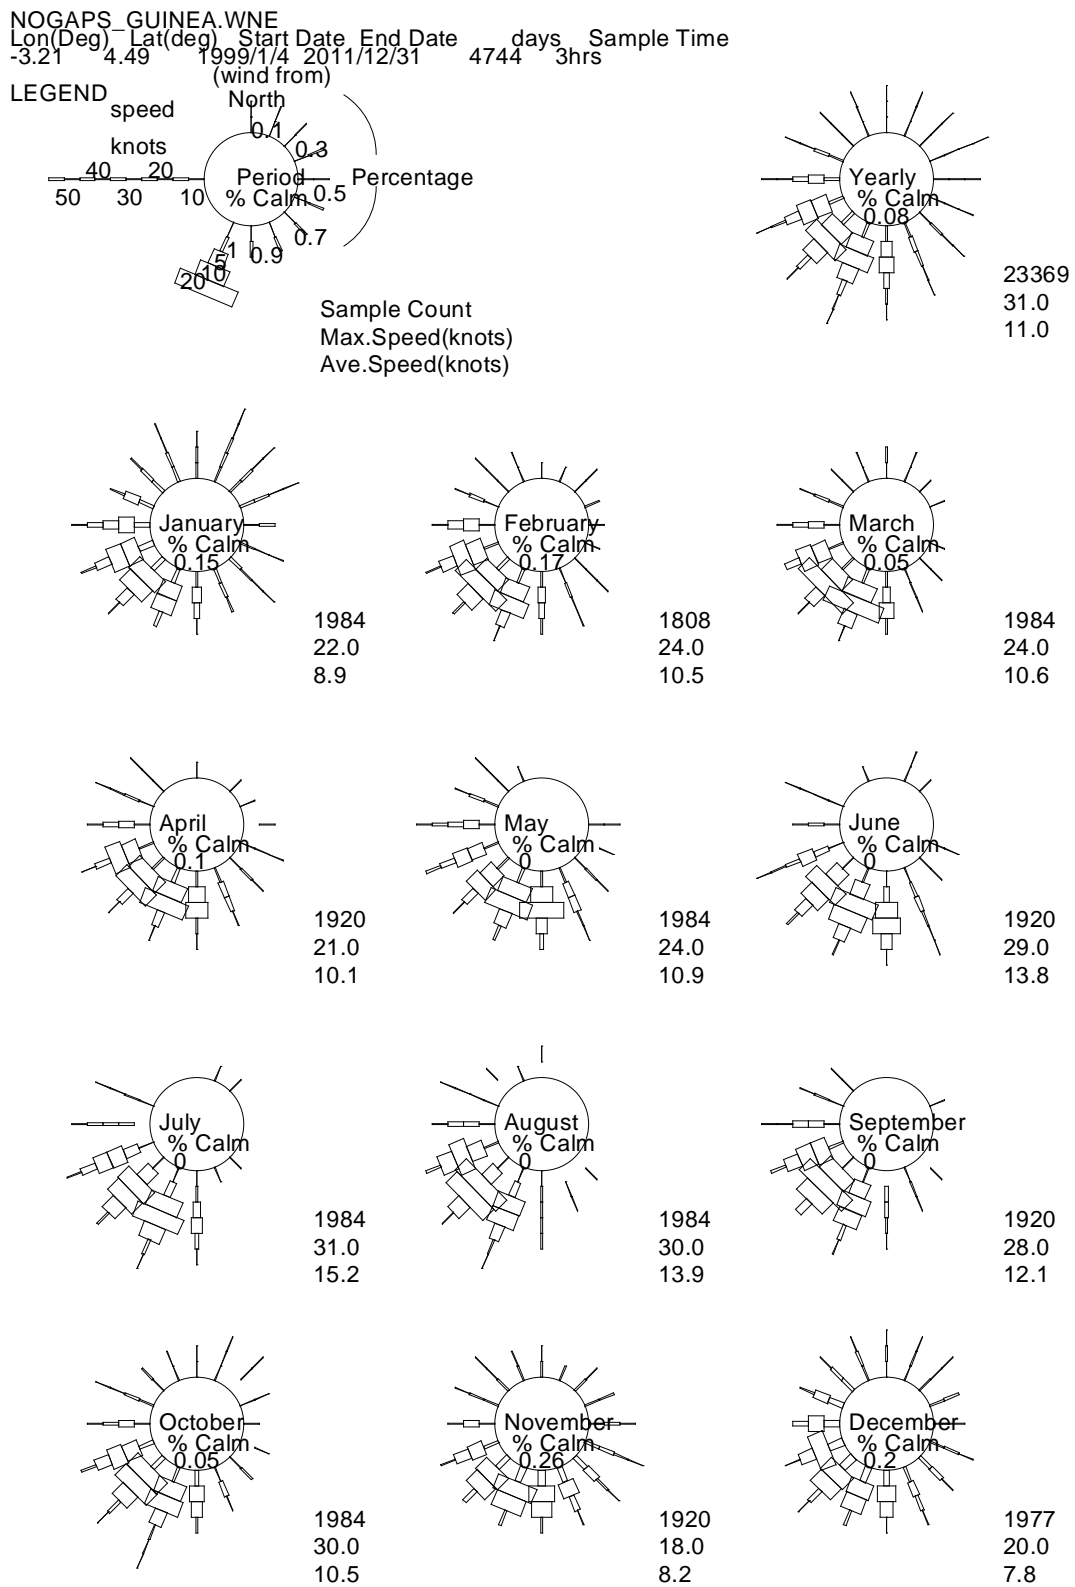 NOGAPS_GUINEA.WNE
Lon(Deg) Lat(deg) Start Date End Date days Sample Time
-3.21 4.49 1999/1/4 2011/12/31 4744 3hrs
(wind from)
LEGEND
North
speed
knots
40 20
50 30 10
Period
% Calm
Percentage
0.1
0.3
0.5
0.7
0.9
1
5
10
20
Sample Count
Max.Speed(knots)
Ave.Speed(knots)
Yearly
% Calm
0.08
23369
31.0
11.0
January
% Calm
0.15
1984
22.0
8.9
February
% Calm
0.17
1808
24.0
10.5
March
% Calm
0.05
1984
24.0
10.6
April
% Calm
0.1
1920
21.0
10.1
May
% Calm
0
1984
24.0
10.9
June
% Calm
0
1920
29.0
13.8
July
% Calm
0
1984
31.0
15.2
August
% Calm
0
1984
30.0
13.9
September
% Calm
0
1920
28.0
12.1
October
% Calm
0.05
1984
30.0
10.5
November
% Calm
0.26
1920
18.0
8.2
December
% Calm
0.2
1977
20.0
7.8